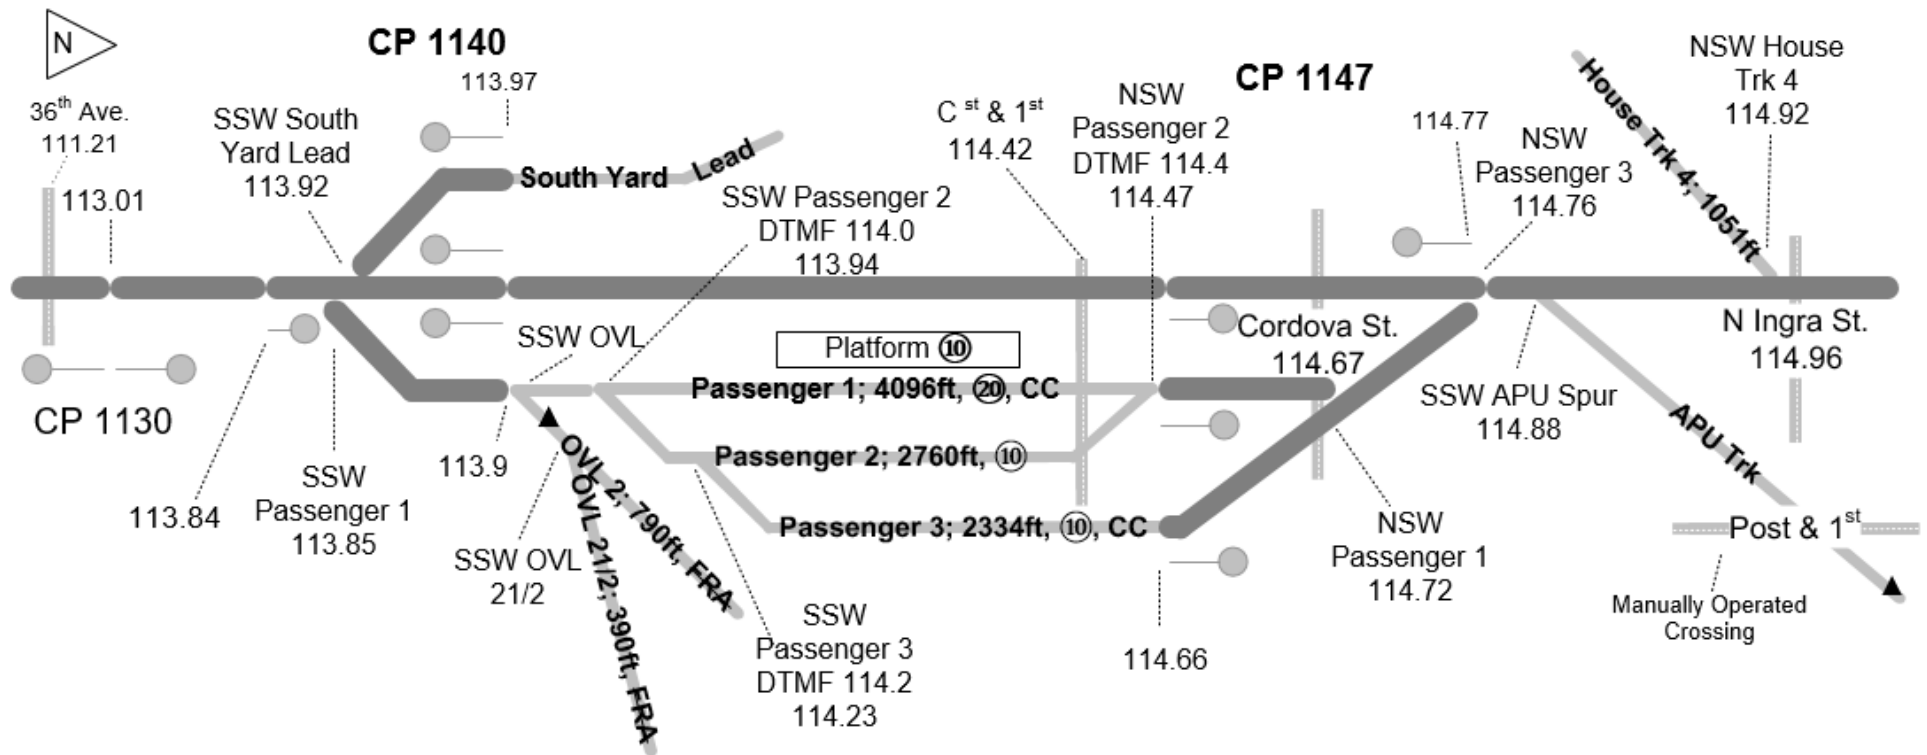 N
CP 1140
113.97
36th Ave.
111.21
113.01
SSW South
Yard Lead
113.92
South Yard Lead
SSW Passenger 2
DTMF 114.0
113.94
C st & 1st
114.42
NSW
Passenger 2
DTMF 114.4
114.47
CP 1147
114.77
NSW
Passenger 3
114.76
House Trk 4; 1051ft
NSW House
Trk 4
114.92
CP 1130
113.84
SSW
Passenger 1
113.85
113.9
SSW OVL
SSW OVL
21/2
OVL 2; 790ft, FRA
OVL 21/2; 390ft, FRA
Platform ⑩
Passenger 1; 4096ft, ⑳, CC
Passenger 2; 2760ft, ⑩
Passenger 3; 2334ft, ⑩, CC
SSW
Passenger 3
DTMF 114.2
114.23
114.66
Cordova St.
114.67
NSW
Passenger 1
114.72
SSW APU Spur
114.88
N Ingra St.
114.96
APU Trk
Post & 1st
Manually Operated
Crossing